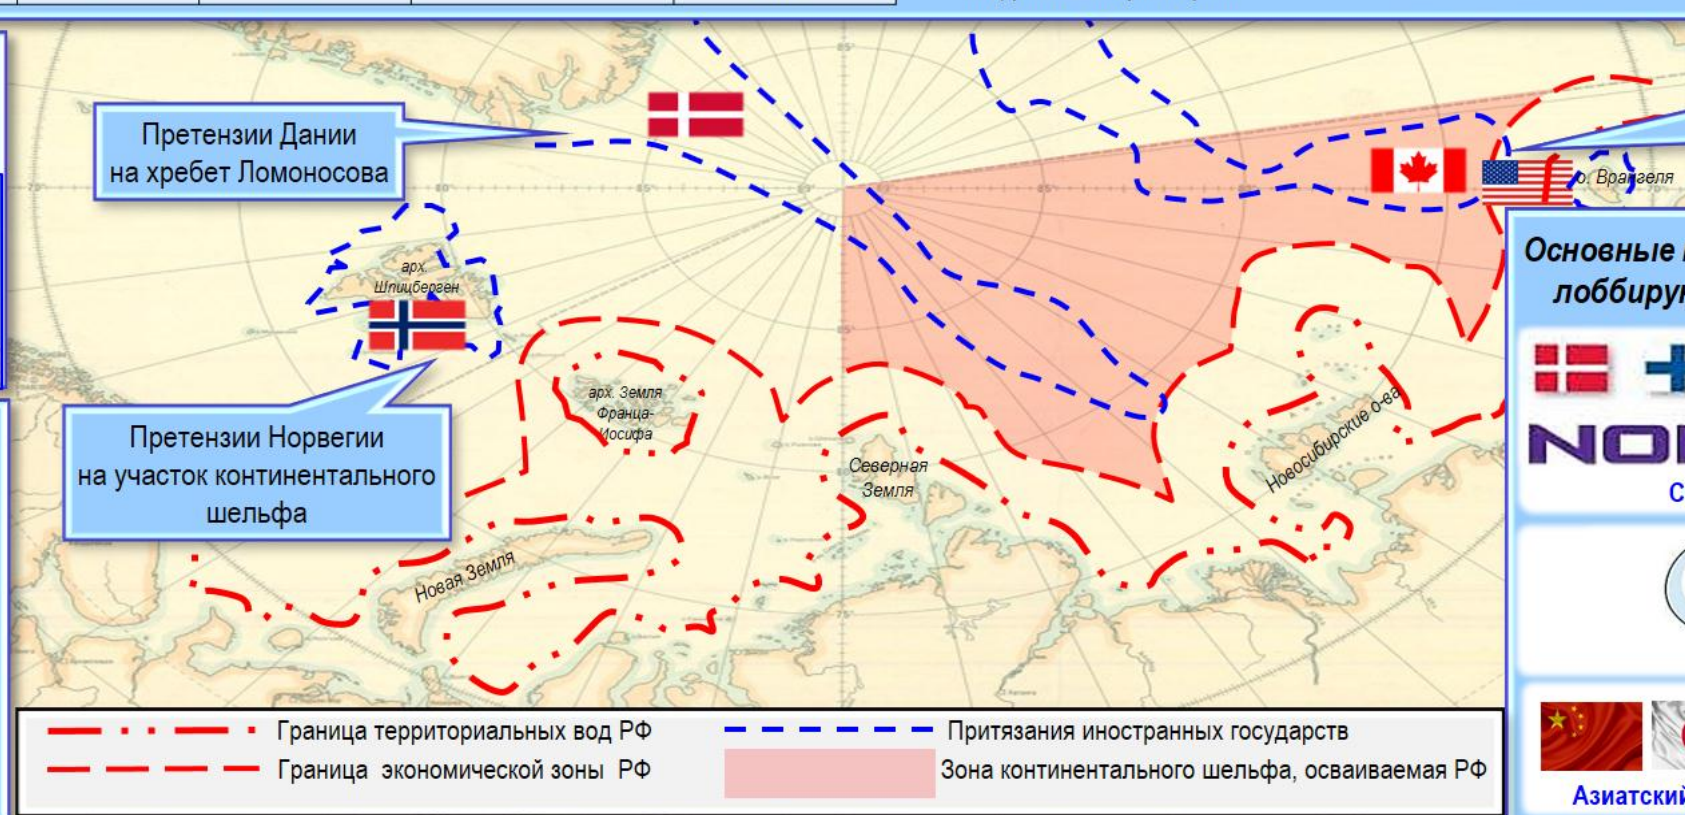 Претензии Дании
на хребет Ломоносова
о. Врангеля
арх.
Шпицберген
Основные
лоббиру
арх. Земля
Франца-
Иосифа
Претензии Норвегии
на участок континентального
шельфа
Северная
Земля
Новосибирские о-ва
NO
С
Новая Земля
Граница территориальных вод РФ
Притязания иностранных государств
Граница экономической зоны РФ
Зона континентального шельфа, осваиваемая РФ
Азиатский